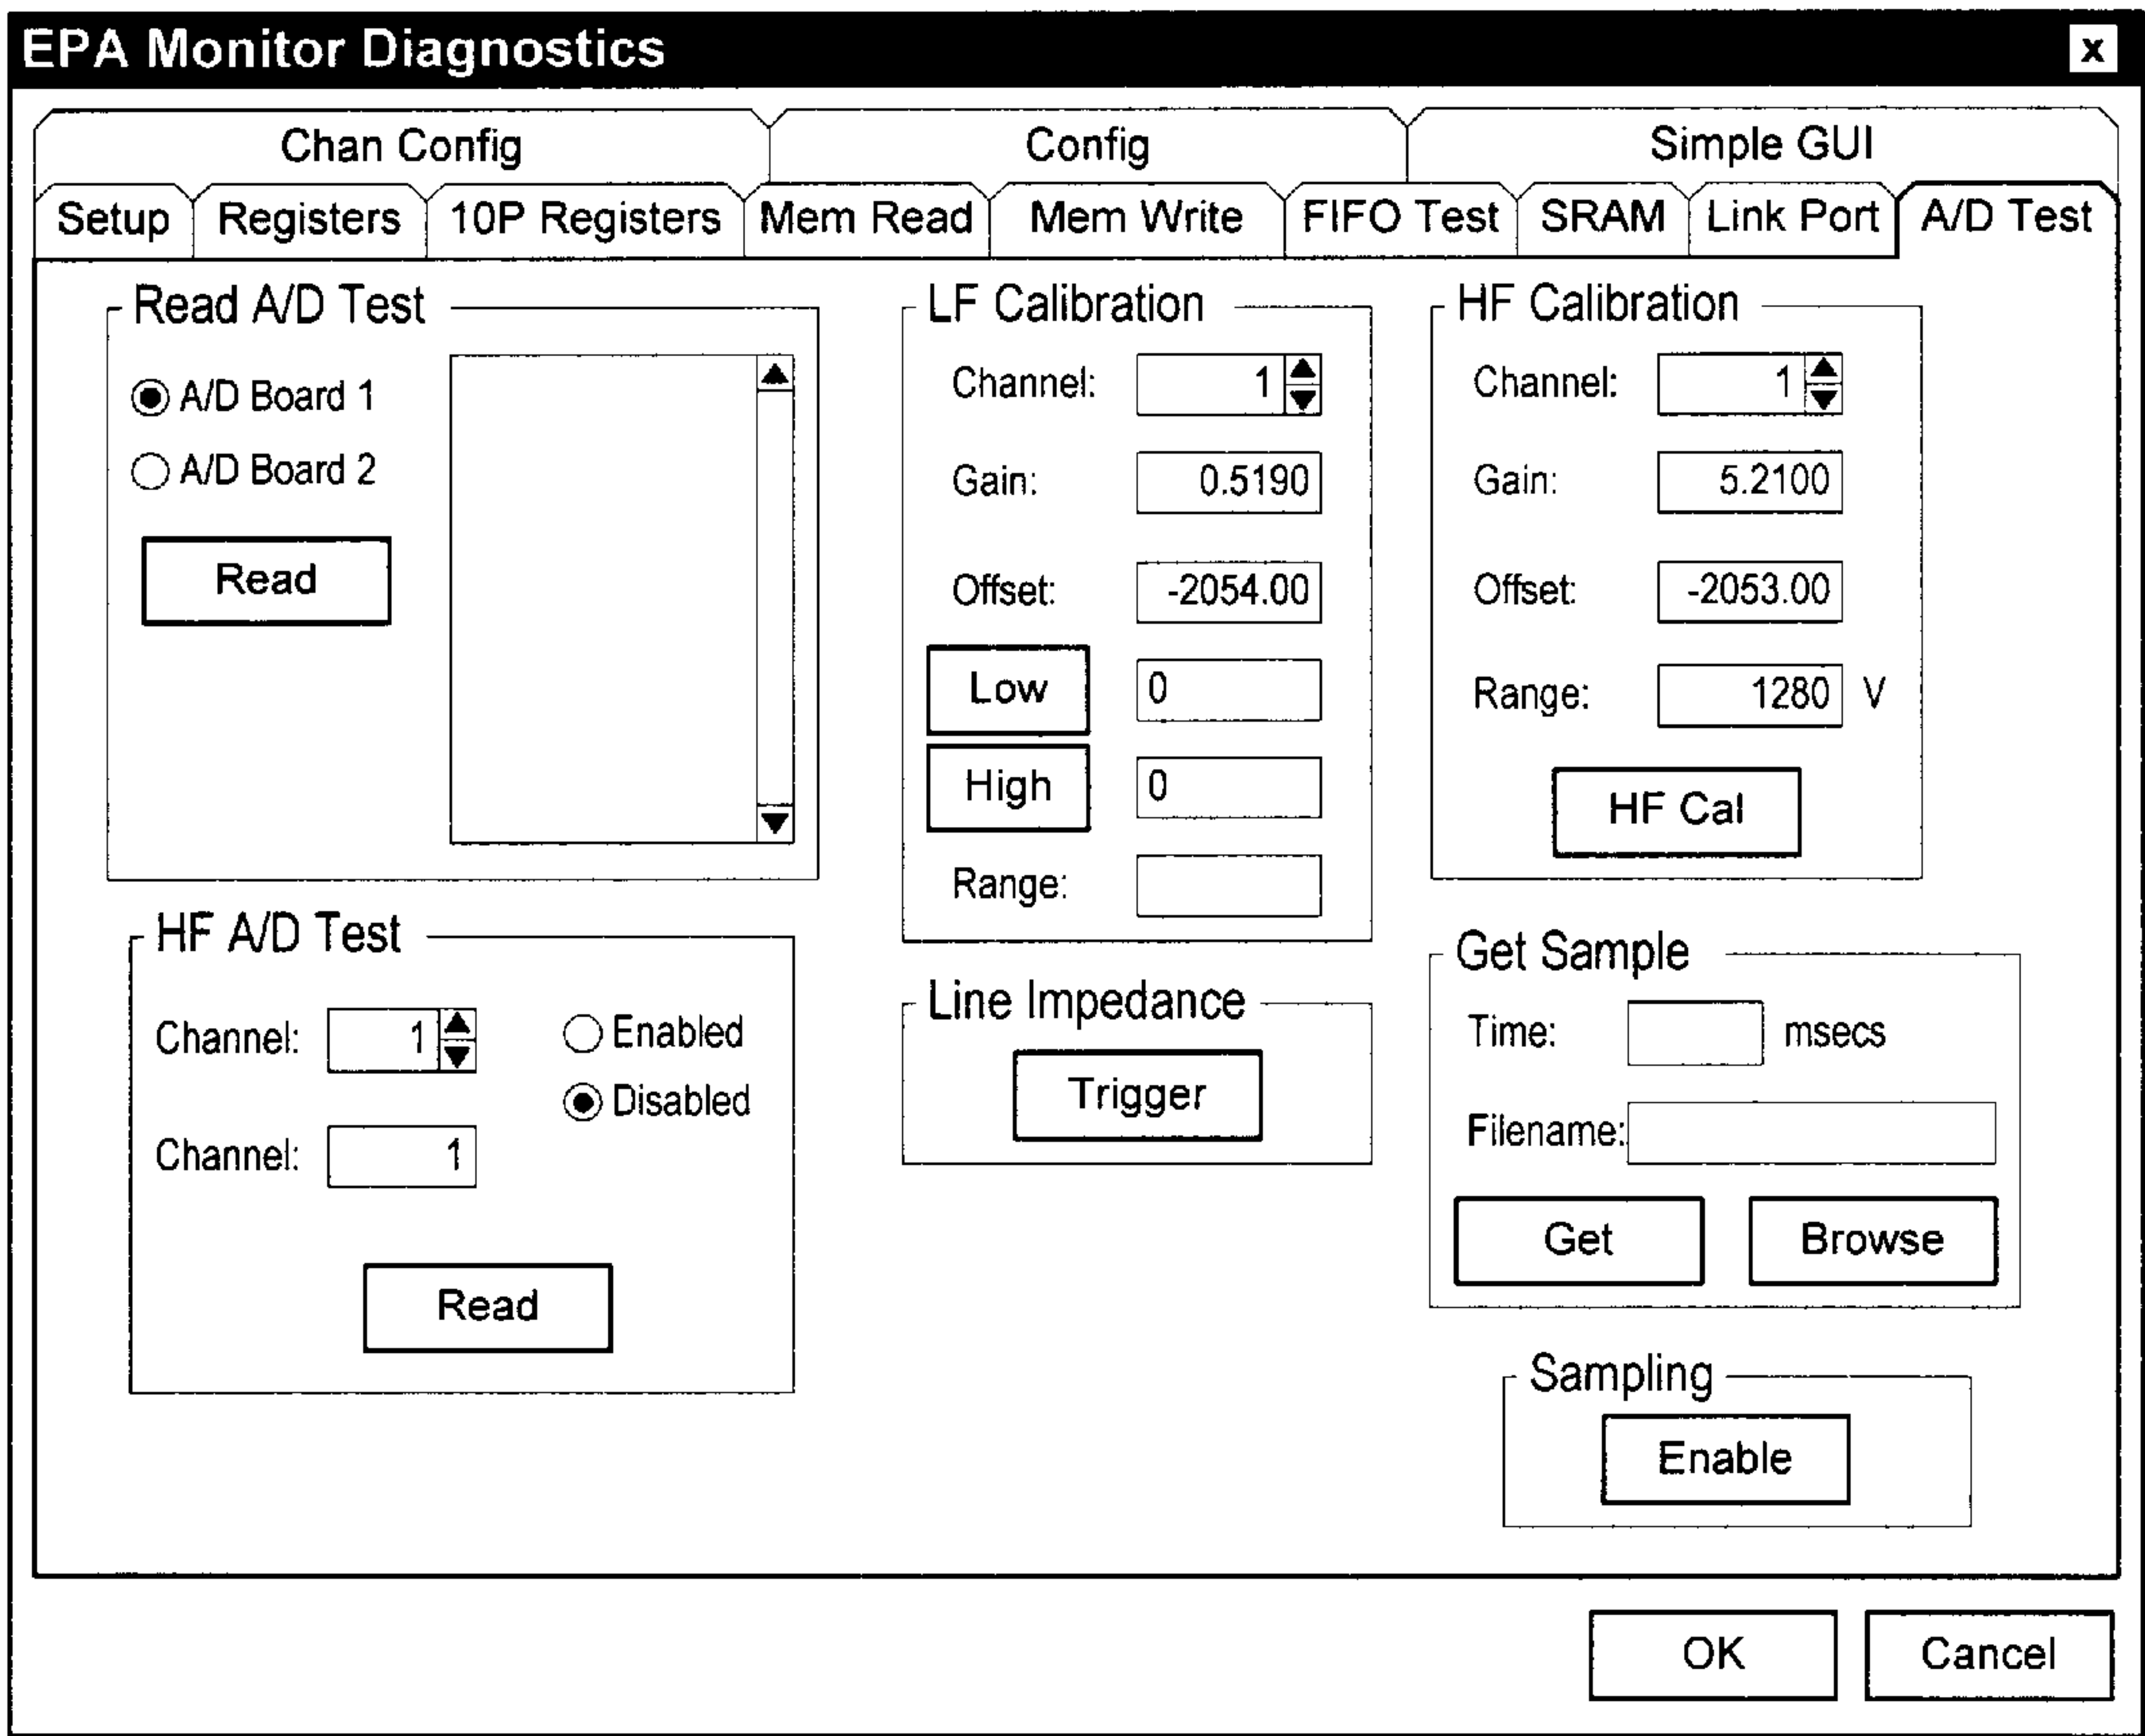 EPA Monitor Diagnostics
x
Chan Config
Config
Simple GUI
Setup
Registers
10P Registers
Mem Read
Mem Write
FIFO Test
SRAM
Link Port
A/D Test
Read A/D Test
A/D Board 1
A/D Board 2
Read
HF A/D Test
Channel: 1
Enabled
Disabled
Channel: 1
Read
LF Calibration
Channel: 1
Gain: 0.5190
Offset: -2054.00
Low 0
High 0
Range:
Line Impedance
Trigger
HF Calibration
Channel: 1
Gain: 5.2100
Offset: -2053.00
Range: 1280 V
HF Cal
Get Sample
Time: msecs
Filename:
Get
Browse
Sampling
Enable
OK
Cancel